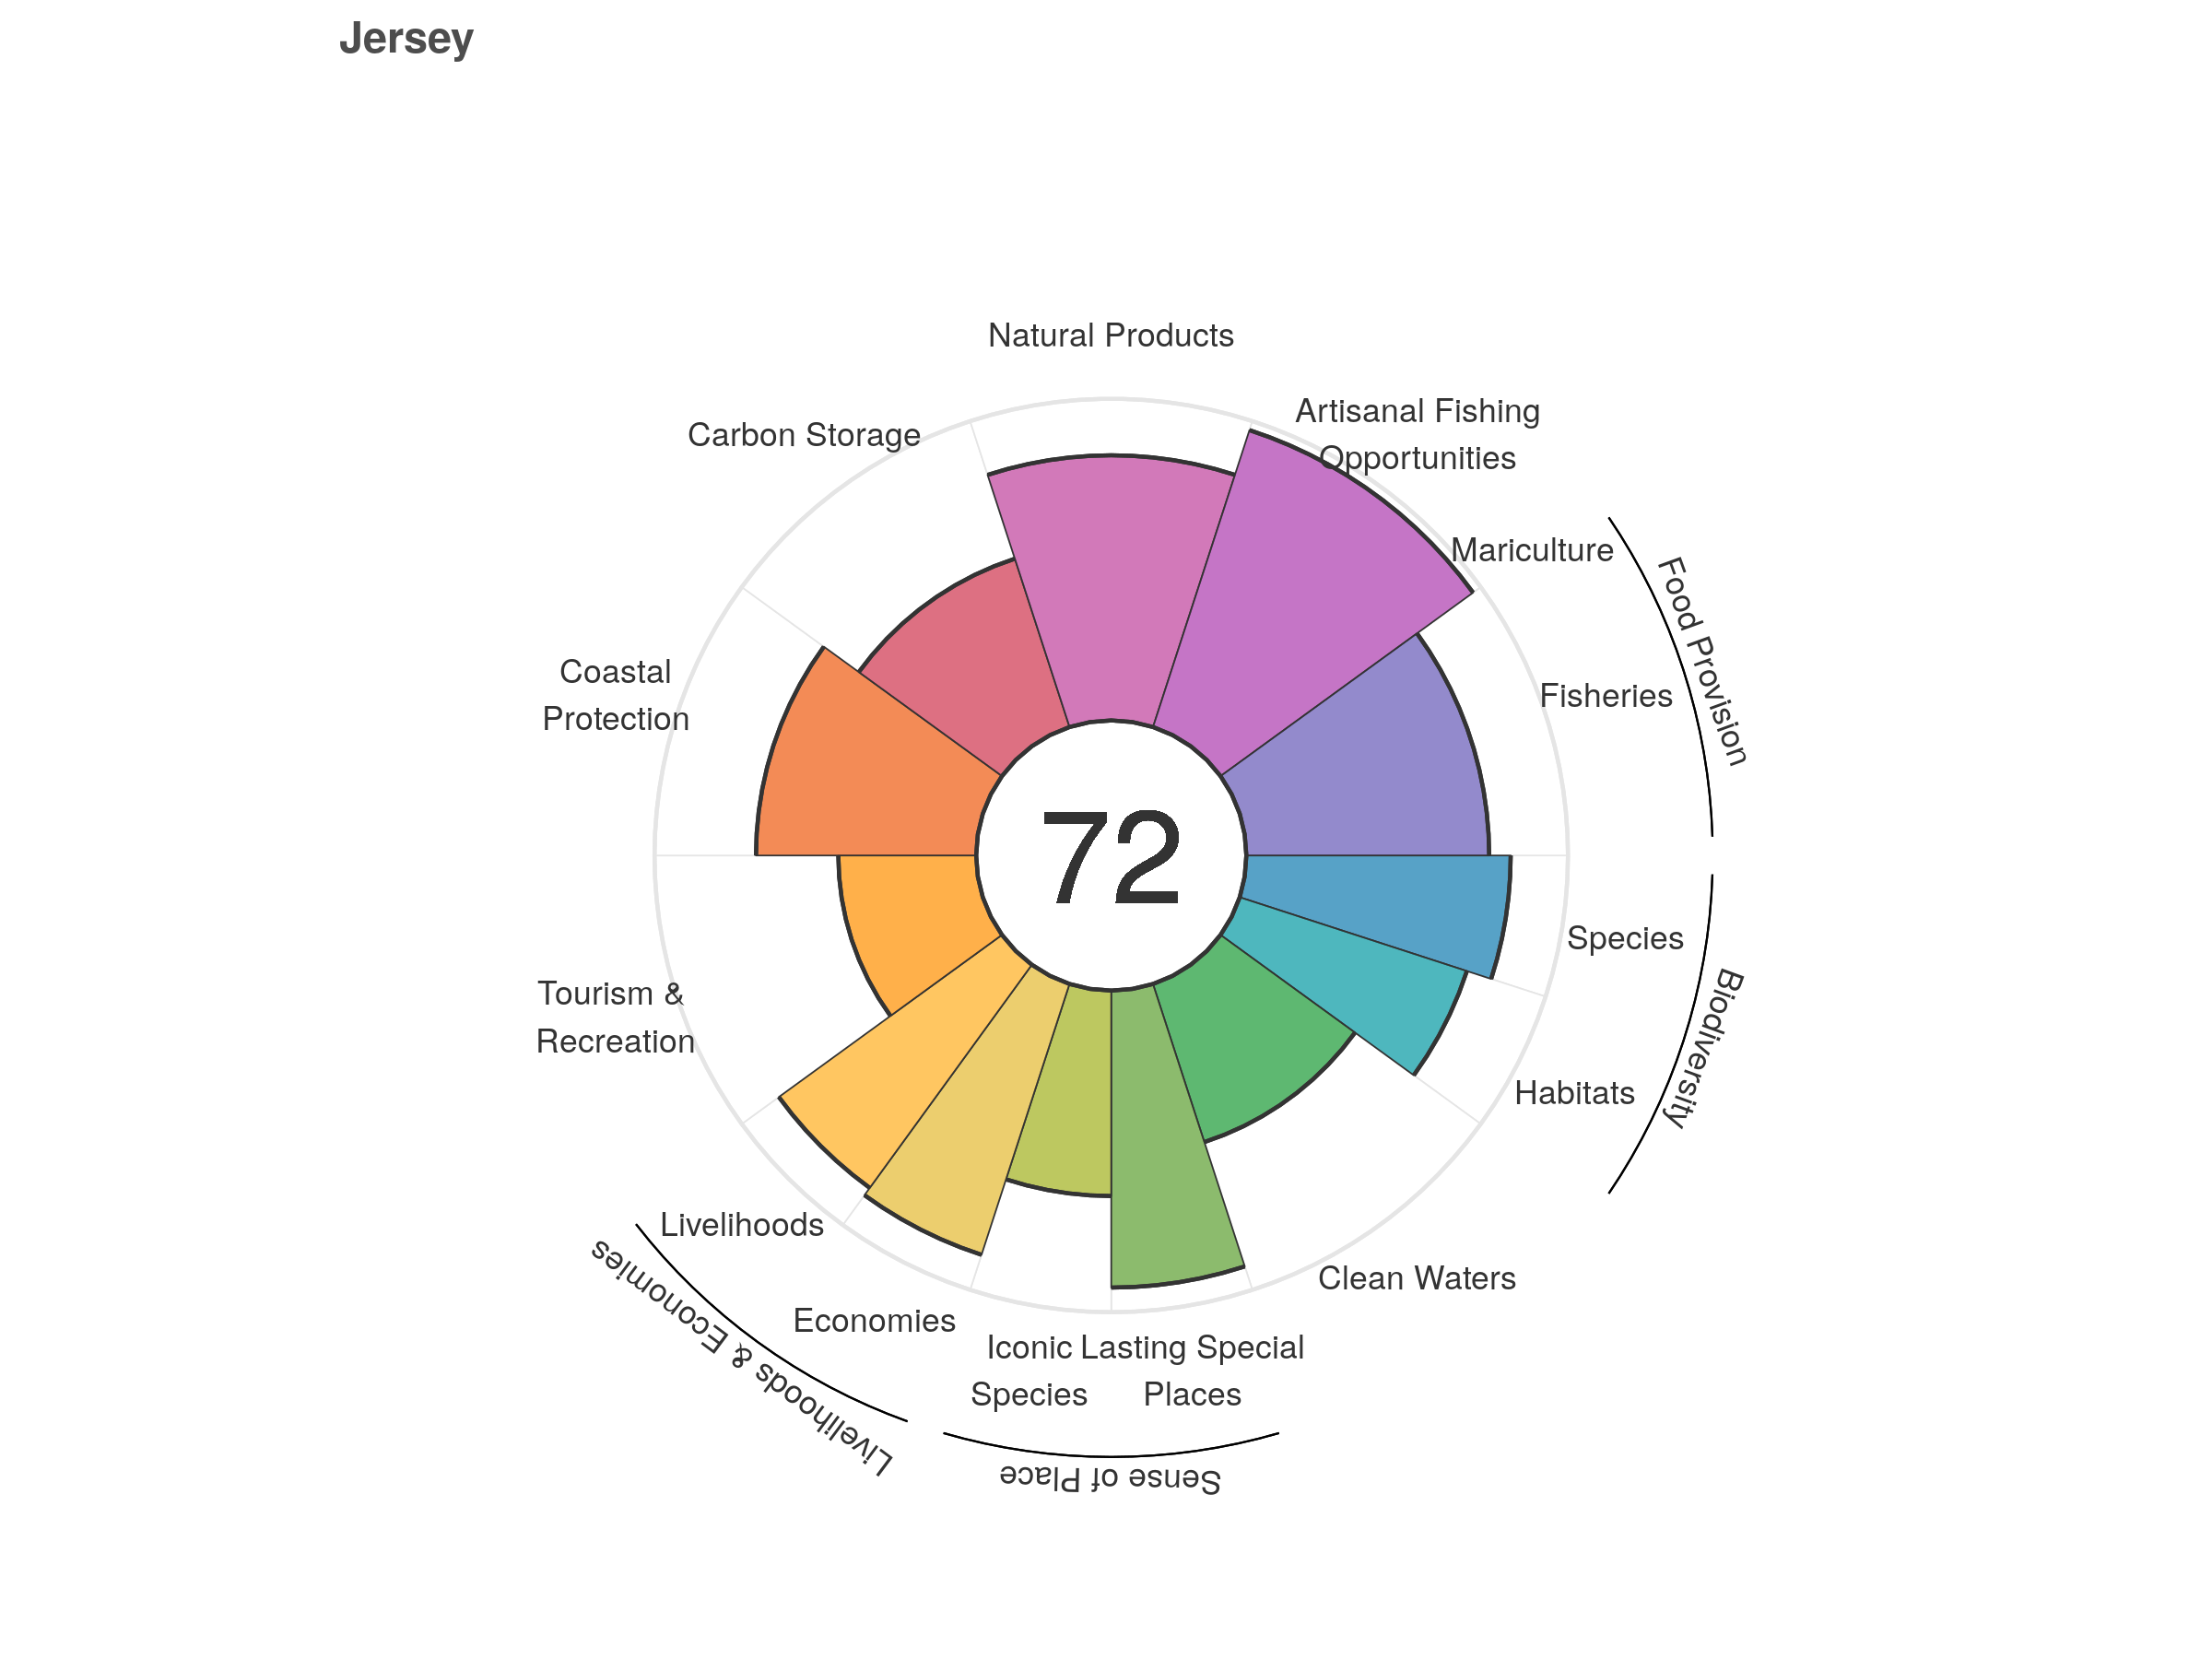 Jersey
Natural Products
Artisanal Fishing
Opportunities
Carbon Storage
Mariculture
Food Provision
Fisheries
Coastal
Protection
72
Species
Biodiversity
Habitats
Tourism &
Recreation
Livelihoods
Livelihoods & Economies
Clean Waters
Economies
Iconic
Species
Lasting Special
Places
Sense of Place